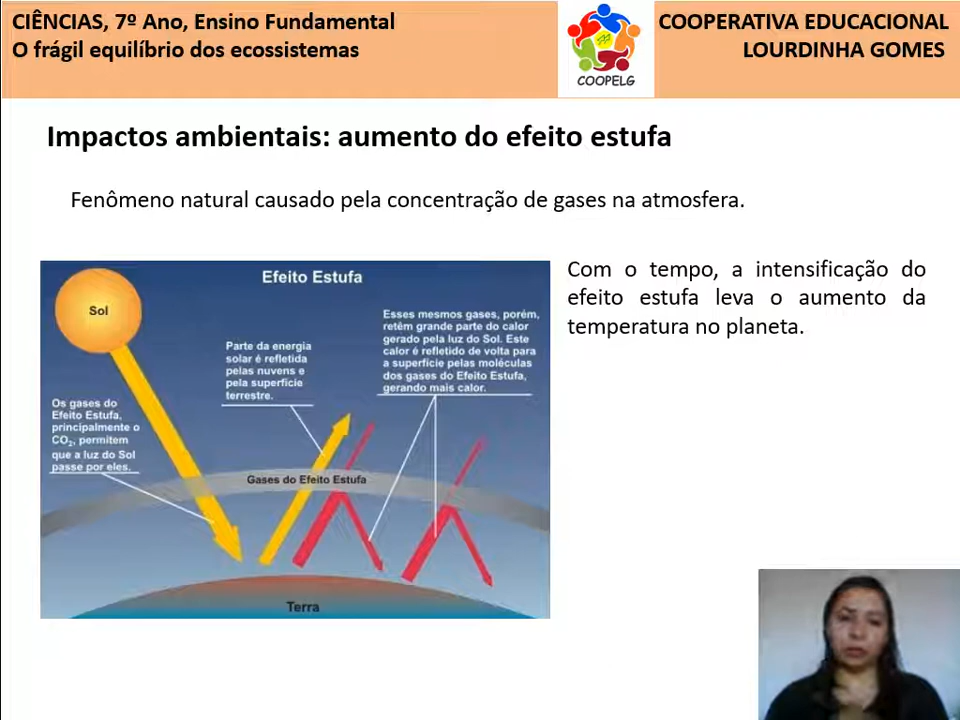 CIÊNCIAS, 7º Ano, Ensino Fundamental
O frágil equilíbrio dos ecossistemas
COOPELG
COOPERATIVA EDUCACIONAL
LOURDINHA GOMES
Impactos ambientais: aumento do efeito estufa
Fenômeno natural causado pela concentração de gases na atmosfera.
Efeito Estufa
Sol
Os gases do
Efeito Estufa,
principalmente o
CO₂, permitem
que a luz do Sol
passe por eles.
Parte da energia
solar é refletida
pelas nuvens e
pela superfície
terrestre.
Esses mesmos gases, porém,
retêm grande parte do calor
gerado pela luz do Sol. Este
calor é refletido de volta para
a superfície pelas moléculas
dos gases do Efeito Estufa,
gerando mais calor.
Gases do Efeito Estufa
Terra
Com o tempo, a intensificação do
efeito estufa leva o aumento da
temperatura no planeta.